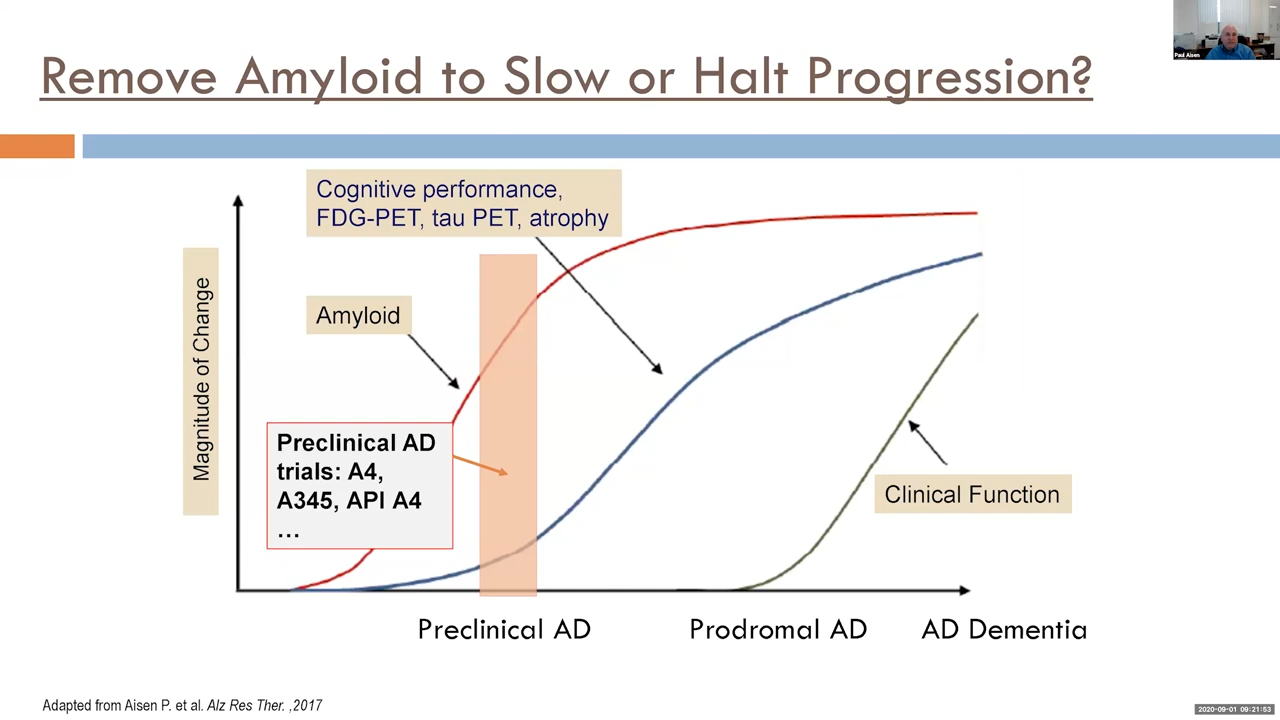 Paul Aisen
Remove Amyloid to Slow or Halt Progression?
Cognitive performance,
FDG-PET, tau PET, atrophy
Amyloid
Magnitude of Change
Preclinical AD
trials: A4,
A345, API A4
...
Clinical Function
Preclinical AD
Prodromal AD
AD Dementia
Adapted from Aisen P. et al. Alz Res Ther. ,2017
2020-09-01 09:21:53